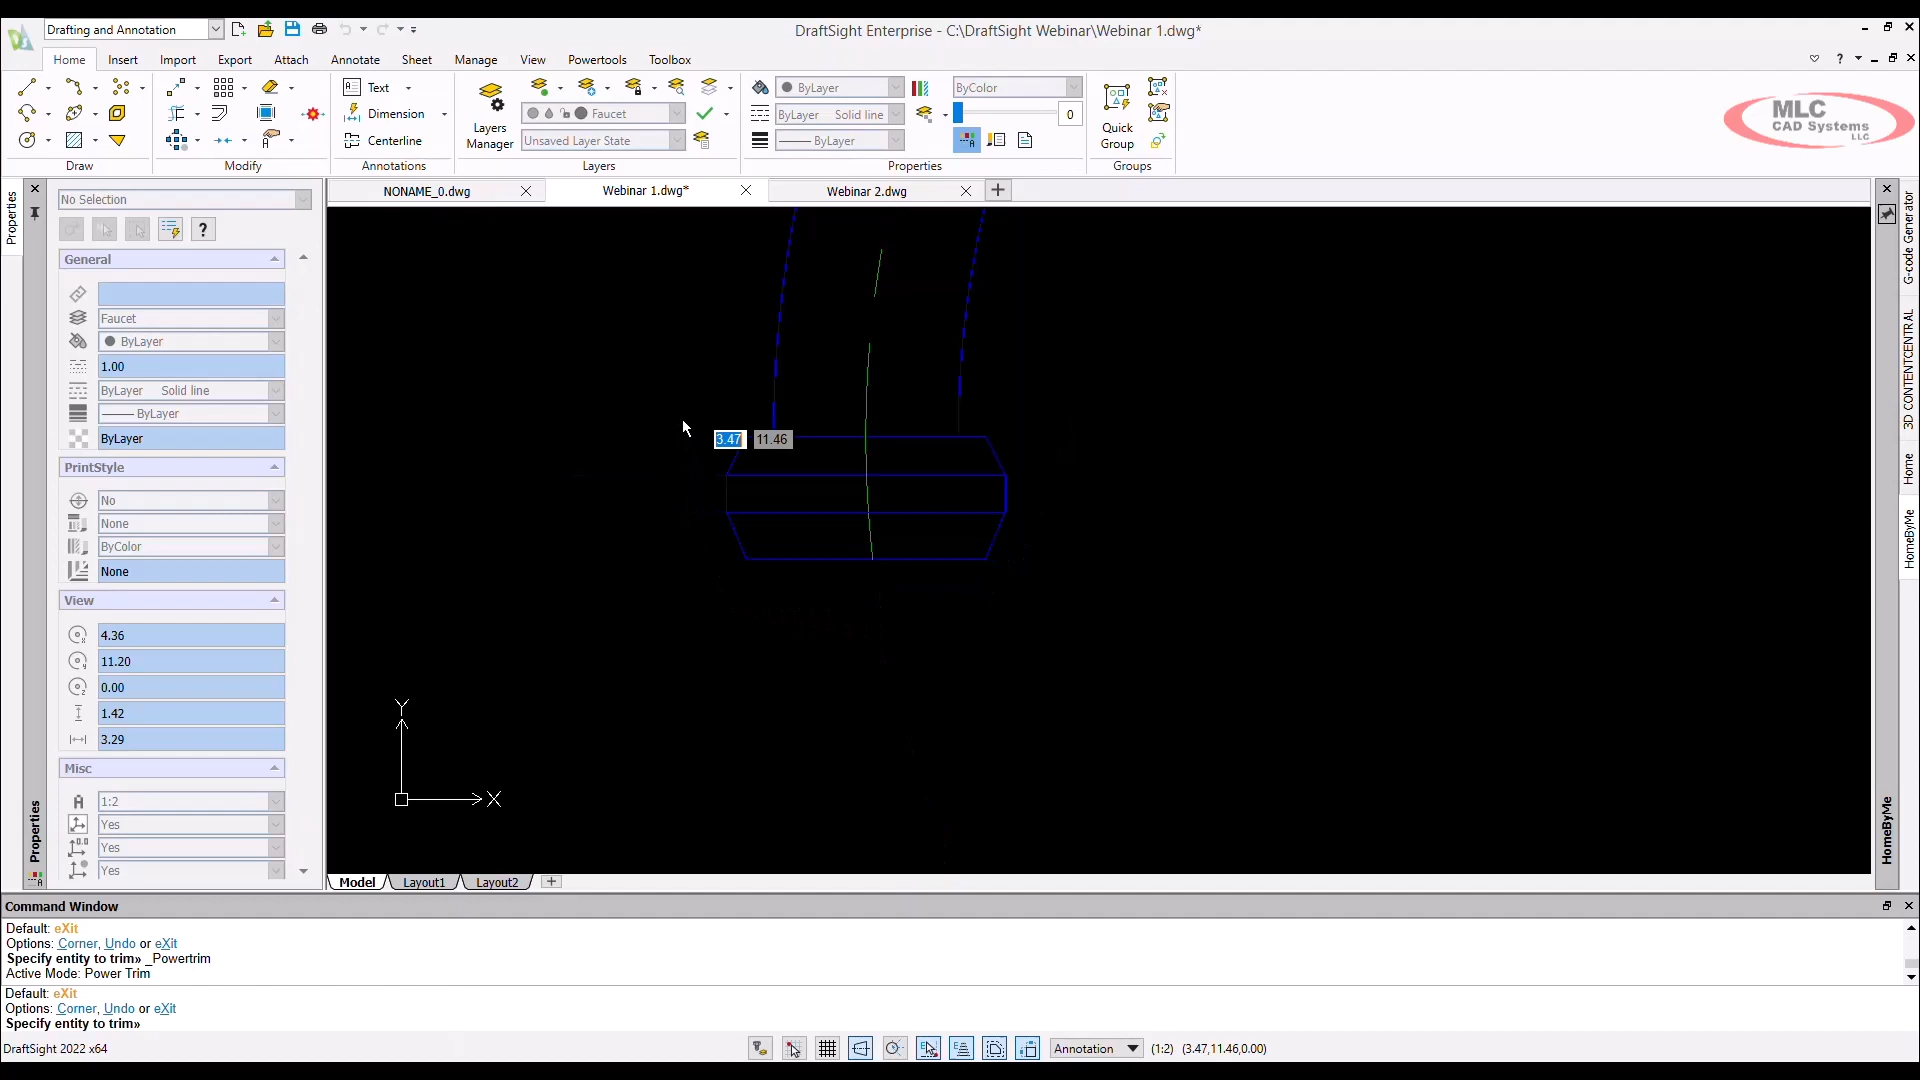 Drafting and Annotation
DraftSight Enterprise - C:\DraftSight Webinar\Webinar 1.dwg*
Home Insert Import Export Attach Annotate Sheet Manage View Powertools Toolbox
Text
Dimension
Centerline
Layers
Manager
Faucet
Unsaved Layer State
ByLayer
ByLayer Solid line
ByLayer
ByColor
0
Quick
Group
Draw Modify Annotations Layers Properties Groups
MLC
CAD Systems
LLC
NONAME_0.dwg
Webinar 1.dwg*
Webinar 2.dwg
Properties
No Selection
?
General
Faucet
ByLayer
1.00
ByLayer Solid line
ByLayer
ByLayer
PrintStyle
No
None
ByColor
None
View
4.36
11.20
0.00
1.42
3.29
Misc
1:2
Yes
Yes
Yes
Properties
3.47 11.46
Y
X
G-code Generator
3D CONTENTCENTRAL
Home
HomeByMe
HomeByMe
Model Layout1 Layout2
Command Window
Default: eXit
Options: Corner, Undo or eXit
Specify entity to trim» _Powertrim
Active Mode: Power Trim
Default: eXit
Options: Corner, Undo or eXit
Specify entity to trim»
DraftSight 2022 x64
Annotation
(1:2) (3.47,11.46,0.00)